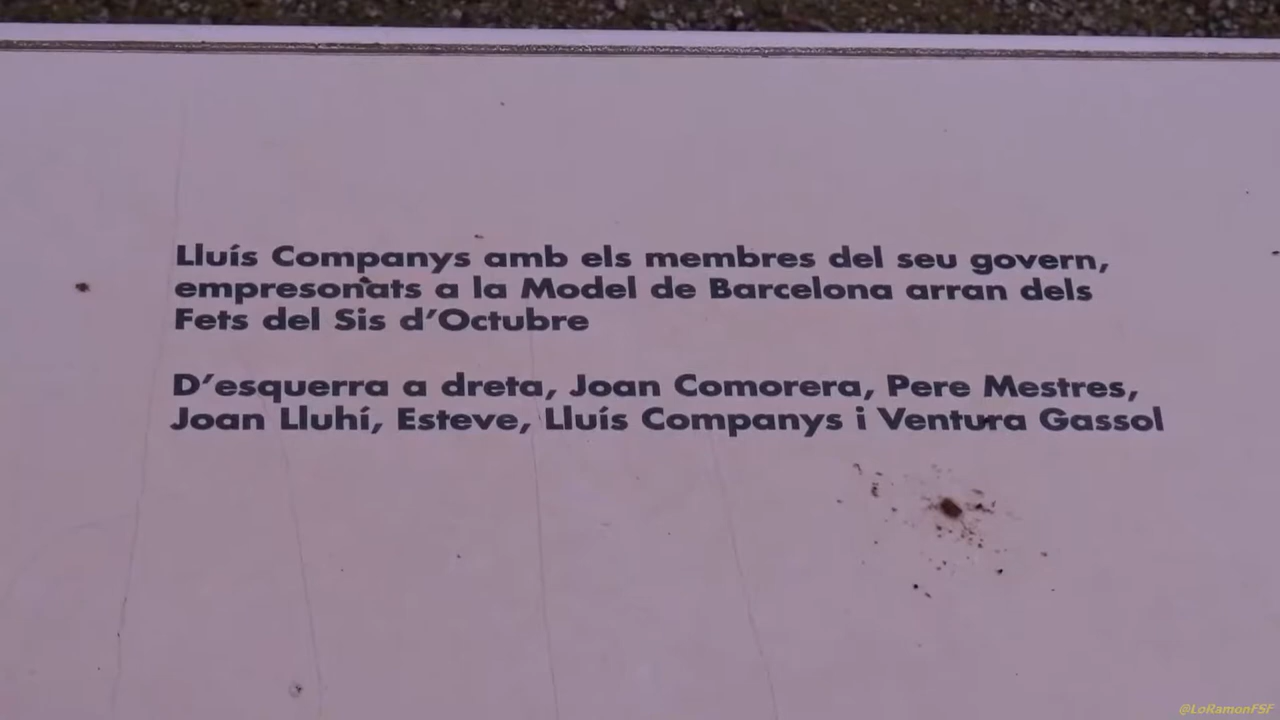 Lluís Companys amb els membres del seu govern,
empresonats a la Model de Barcelona arran dels
Fets del Sis d'Octubre
D'esquerra a dreta, Joan Comorera, Pere Mestres,
Joan Lluhí, Esteve, Lluís Companys i Ventura Gassol
@LoRamonFSF